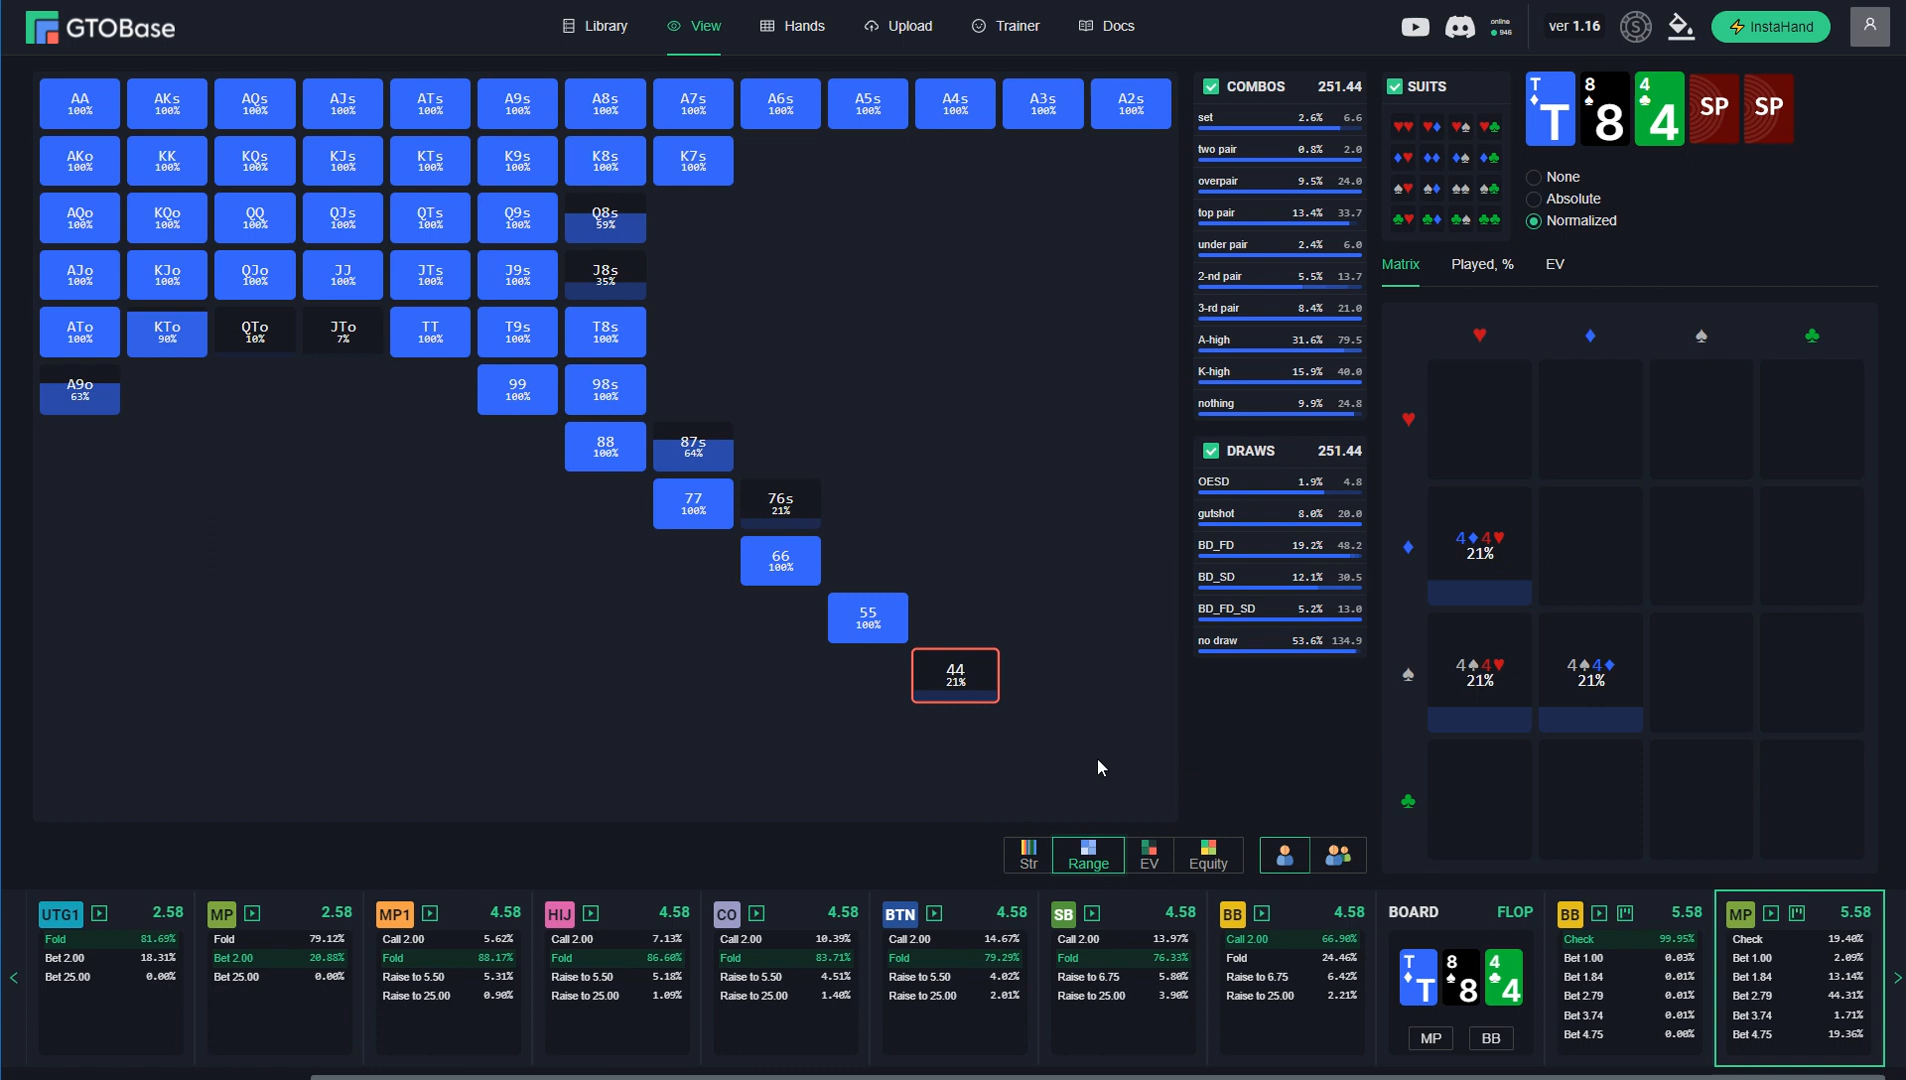 GTOBase
Library View Hands Upload Trainer Docs
online
946
ver 1.16
InstaHand
AA AKs AQs AJs ATs A9s A8s A7s A6s A5s A4s A3s A2s
100% 100% 100% 100% 100% 100% 100% 100% 100% 100% 100% 100% 100%
AKo KK KQs KJs KTs K9s K8s K7s
100% 100% 100% 100% 100% 100% 100% 100%
AQo KQo QQ QJs QTs Q9s Q8s
100% 100% 100% 100% 100% 100% 59%
AJo KJo QJo JJ JTs J9s J8s
100% 100% 100% 100% 100% 100% 35%
ATo KTo QTo JTo TT T9s T8s
100% 90% 10% 7% 100% 100% 100%
A9o 99 98s
63% 100% 100%
88 87s
100% 64%
77 76s
100% 21%
66
100%
55
100%
44
21%
COMBOS 251.44
set 2.6% 6.6
two pair 0.8% 2.0
overpair 9.5% 24.0
top pair 13.4% 33.7
under pair 2.4% 6.0
2-nd pair 5.5% 13.7
3-rd pair 8.4% 21.0
A-high 31.6% 79.5
K-high 15.9% 40.0
nothing 9.9% 24.8
DRAWS 251.44
OESD 1.9% 4.8
gutshot 8.0% 20.0
BD_FD 19.2% 48.2
BD_SD 12.1% 30.5
BD_FD_SD 5.2% 13.0
no draw 53.6% 134.9
SUITS
♥♥ ♥♦ ♥♠ ♥♣
♦♥ ♦♦ ♦♠ ♦♣
♠♥ ♠♦ ♠♠ ♠♣
♣♥ ♣♦ ♣♠ ♣♣
T♦ T 8♠ 8 4♣ 4 SP SP
None
Absolute
Normalized
Matrix Played, % EV
♥ ♦ ♠ ♣
♥
♦ 4♦4♥
21%
♠ 4♠4♥ 4♠4♦
21% 21%
♣
Str Range EV Equity
UTG1 2.58
Fold 81.69%
Bet 2.00 18.31%
Bet 25.00 0.00%
MP 2.58
Fold 79.12%
Bet 2.00 20.88%
Bet 25.00 0.00%
MP1 4.58
Call 2.00 5.62%
Fold 88.17%
Raise to 5.50 5.31%
Raise to 25.00 0.90%
HIJ 4.58
Call 2.00 7.13%
Fold 86.60%
Raise to 5.50 5.18%
Raise to 25.00 1.09%
CO 4.58
Call 2.00 10.39%
Fold 83.71%
Raise to 5.50 4.51%
Raise to 25.00 1.40%
BTN 4.58
Call 2.00 14.67%
Fold 79.29%
Raise to 5.50 4.02%
Raise to 25.00 2.01%
SB 4.58
Call 2.00 13.97%
Fold 76.33%
Raise to 6.75 5.80%
Raise to 25.00 3.90%
BB 4.58
Call 2.00 66.90%
Fold 24.46%
Raise to 6.75 6.42%
Raise to 25.00 2.21%
BOARD FLOP
T♦ T 8♠ 8 4♣ 4
MP BB
BB 5.58
Check 99.95%
Bet 1.00 0.03%
Bet 1.84 0.01%
Bet 2.79 0.01%
Bet 3.74 0.01%
Bet 4.75 0.00%
MP 5.58
Check 19.40%
Bet 1.00 2.09%
Bet 1.84 13.14%
Bet 2.79 44.31%
Bet 3.74 1.71%
Bet 4.75 19.36%